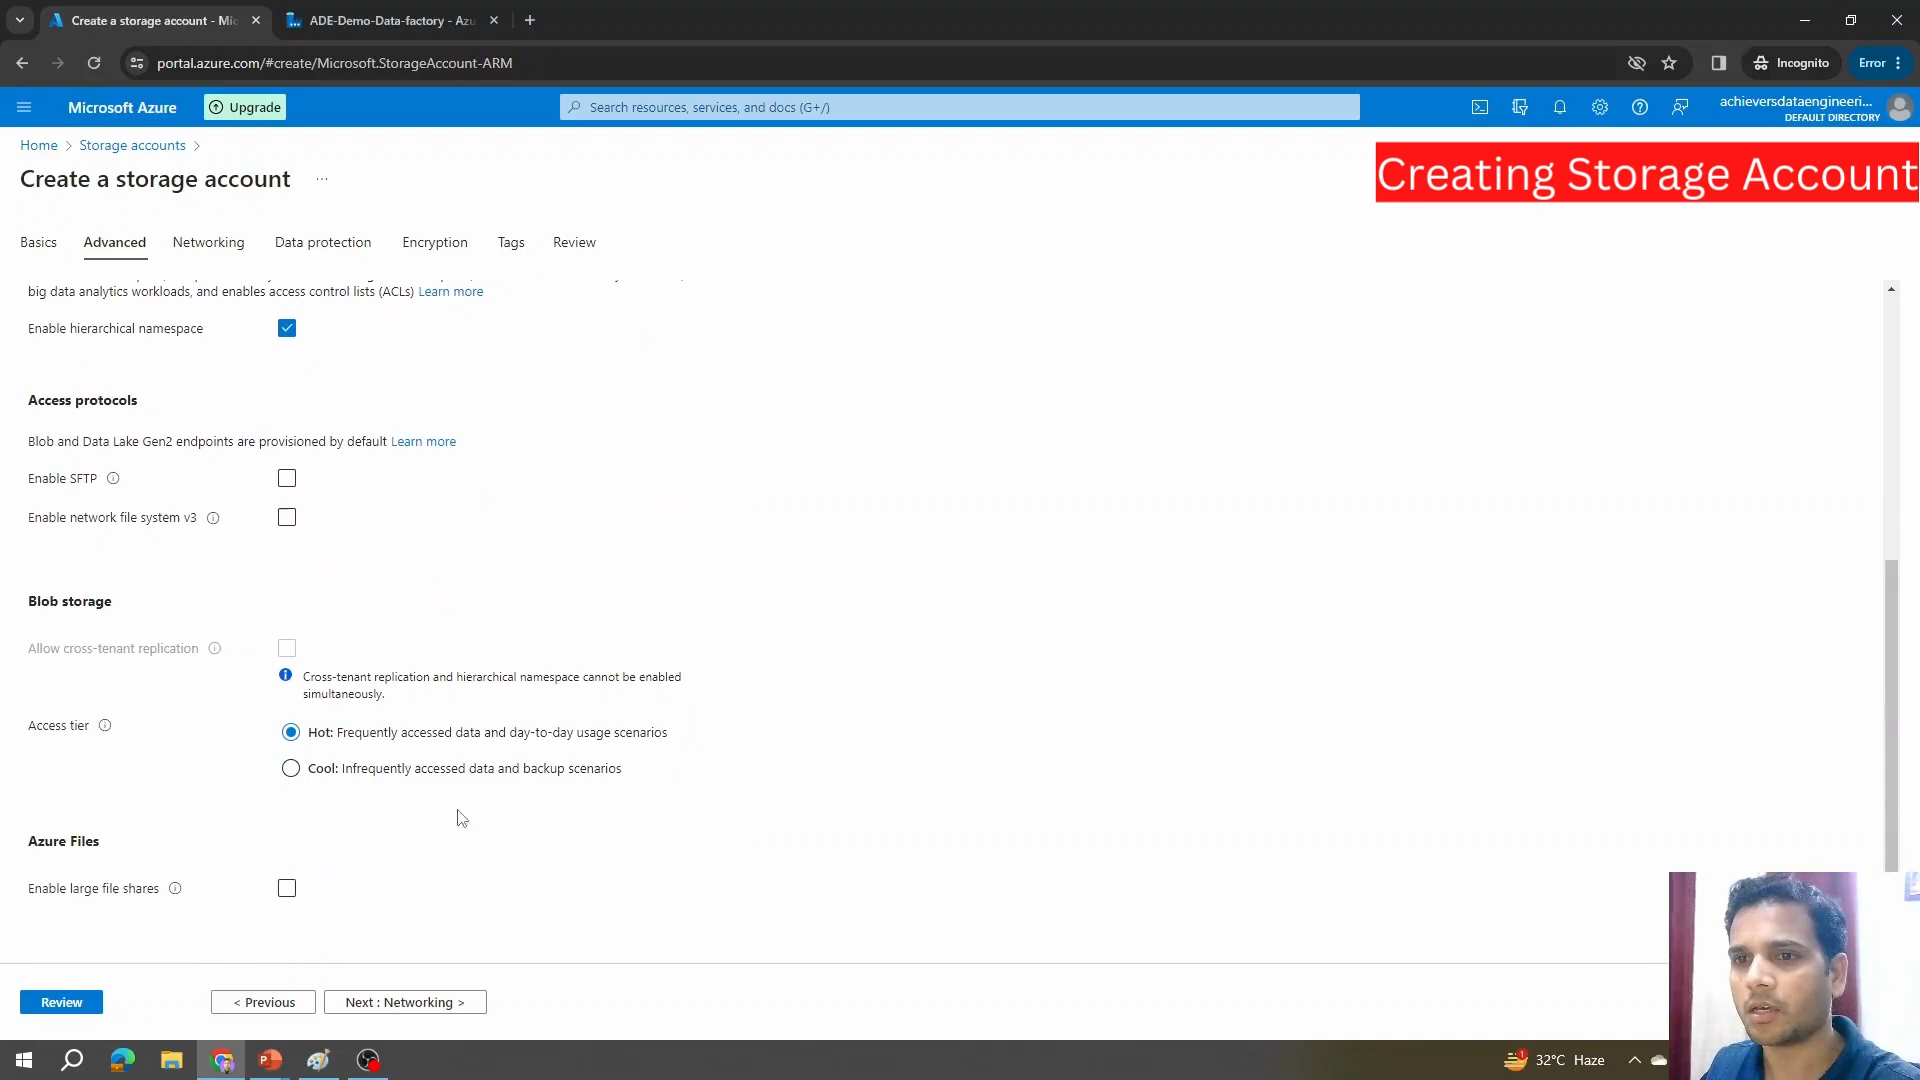 Create a storage account - Mi
ADE-Demo-Data-factory - Azu
portal.azure.com/#create/Microsoft.StorageAccount-ARM
Incognito
Error
Microsoft Azure
Upgrade
Search resources, services, and docs (G+/)
achieversdataengineeri...
DEFAULT DIRECTORY
Home > Storage accounts >
Create a storage account ...
Creating Storage Account
Basics Advanced Networking Data protection Encryption Tags Review
big data analytics workloads, and enables access control lists (ACLs) Learn more
Enable hierarchical namespace
Access protocols
Blob and Data Lake Gen2 endpoints are provisioned by default Learn more
Enable SFTP
Enable network file system v3
Blob storage
Allow cross-tenant replication
Cross-tenant replication and hierarchical namespace cannot be enabled
simultaneously.
Access tier
Hot: Frequently accessed data and day-to-day usage scenarios
Cool: Infrequently accessed data and backup scenarios
Azure Files
Enable large file shares
Review
< Previous
Next : Networking >
1
32°C Haze